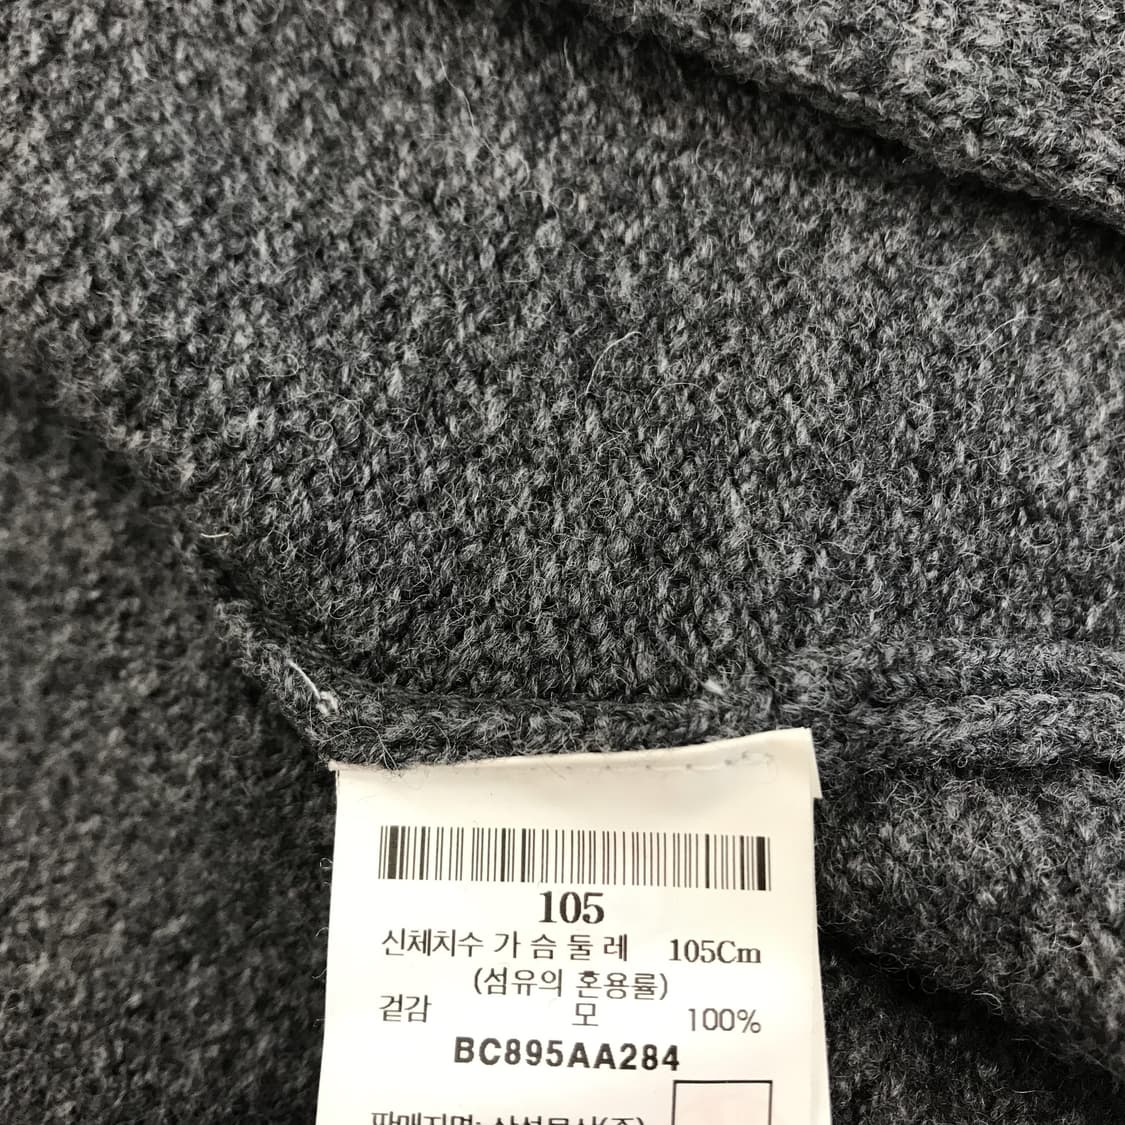 105
신체치수 가 슴 둘 레 105Cm
(섬유의 혼용률)
겉감 모 100%
BC895AA284